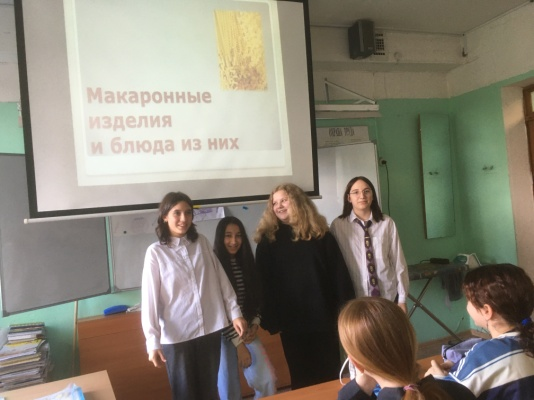 Макаронные
изделия
и блюда из них